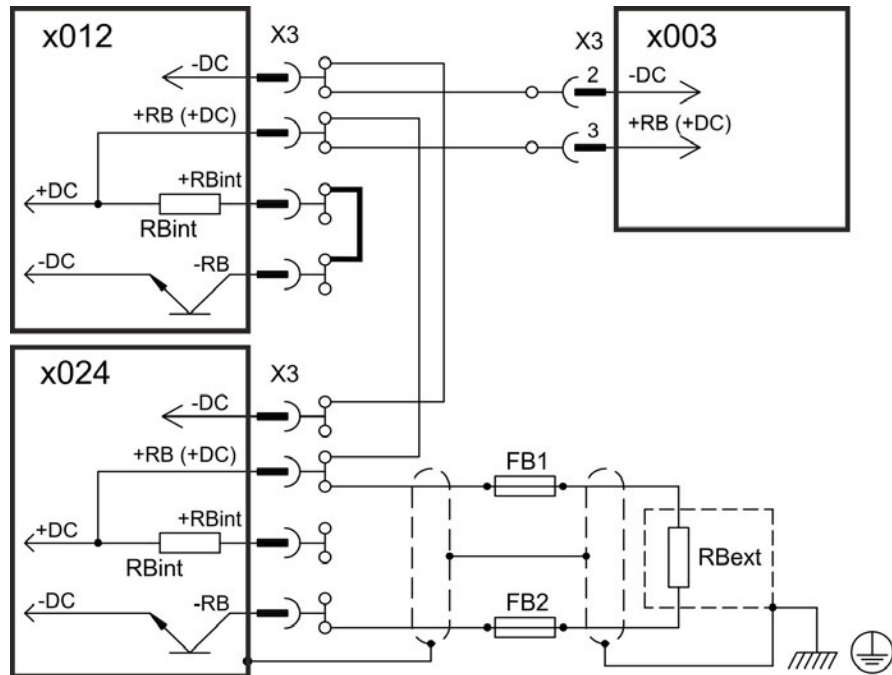 x012
X3
-DC
+RB (+DC)
+RBint
+DC
RBint
-DC
-RB
X3
x003
2
-DC
3
+RB (+DC)
x024
X3
-DC
+RB (+DC)
+RBint
+DC
RBint
-DC
-RB
FB1
FB2
RBext